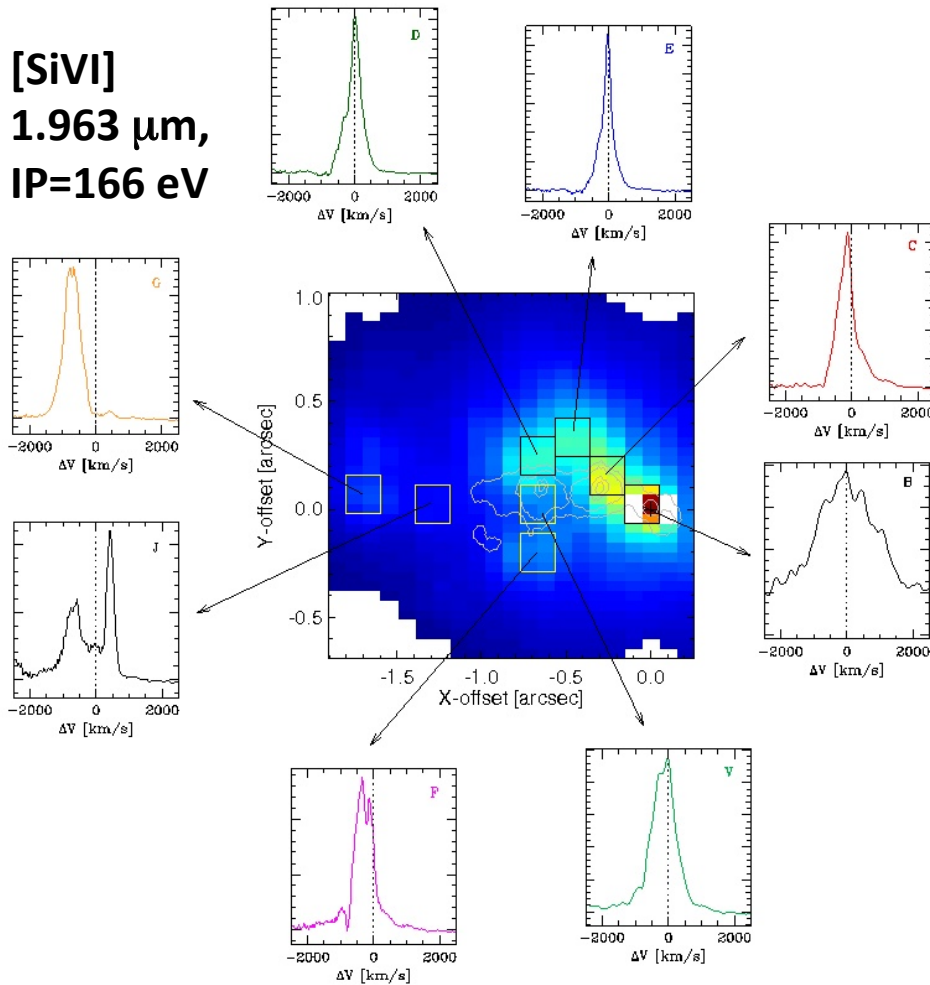 [SiVI]
1.963 μm,
IP=166 eV
D
−2000 0 2000
ΔV [km/s]
E
−2000 0 2000
ΔV [km/s]
G
−2000 0 2000
ΔV [km/s]
C
−2000 0 2000
ΔV [km/s]
1.0
0.5
0.0
-0.5
Y-offset [arcsec]
-1.5 -1.0 -0.5 0.0
X-offset [arcsec]
J
−2000 0 2000
ΔV [km/s]
B
−2000 0 2000
ΔV [km/s]
F
−2000 0 2000
ΔV [km/s]
V
−2000 0 2000
ΔV [km/s]